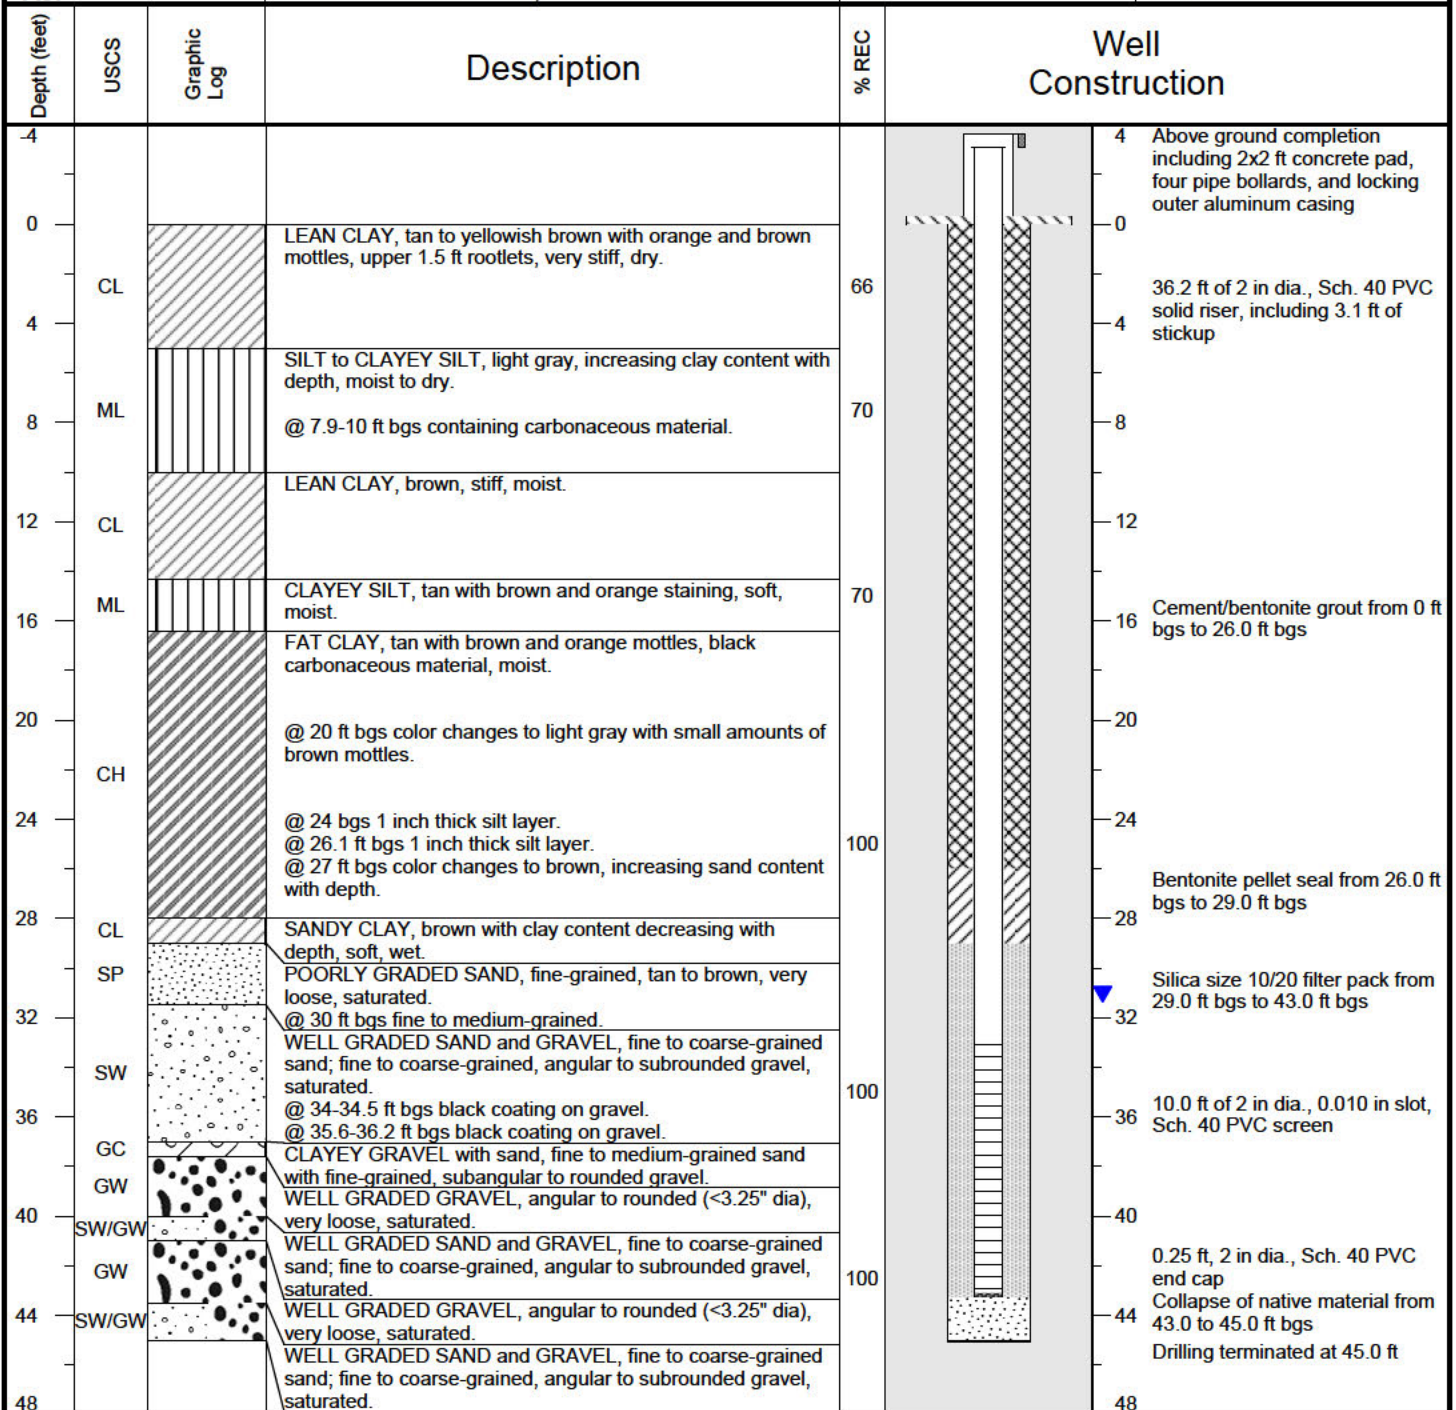 Depth (feet)
USCS
Graphic
Log
Description
% REC
Well
Construction
-4
0
4
8
12
16
20
24
28
32
36
40
44
48
CL
ML
CL
ML
CH
CL
SP
SW
GC
GW
SW/GW
GW
SW/GW
LEAN CLAY, tan to yellowish brown with orange and brown
mottles, upper 1.5 ft rootlets, very stiff, dry.
SILT to CLAYEY SILT, light gray, increasing clay content with
depth, moist to dry.
@ 7.9-10 ft bgs containing carbonaceous material.
LEAN CLAY, brown, stiff, moist.
CLAYEY SILT, tan with brown and orange staining, soft,
moist.
FAT CLAY, tan with brown and orange mottles, black
carbonaceous material, moist.
@ 20 ft bgs color changes to light gray with small amounts of
brown mottles.
@ 24 bgs 1 inch thick silt layer.
@ 26.1 ft bgs 1 inch thick silt layer.
@ 27 ft bgs color changes to brown, increasing sand content
with depth.
SANDY CLAY, brown with clay content decreasing with
depth, soft, wet.
POORLY GRADED SAND, fine-grained, tan to brown, very
loose, saturated.
@ 30 ft bgs fine to medium-grained.
WELL GRADED SAND and GRAVEL, fine to coarse-grained
sand; fine to coarse-grained, angular to subrounded gravel,
saturated.
@ 34-34.5 ft bgs black coating on gravel.
@ 35.6-36.2 ft bgs black coating on gravel.
CLAYEY GRAVEL with sand, fine to medium-grained sand
with fine-grained, subangular to rounded gravel.
WELL GRADED GRAVEL, angular to rounded (<3.25" dia),
very loose, saturated.
WELL GRADED SAND and GRAVEL, fine to coarse-grained
sand; fine to coarse-grained, angular to subrounded gravel,
saturated.
WELL GRADED GRAVEL, angular to rounded (<3.25" dia),
very loose, saturated.
WELL GRADED SAND and GRAVEL, fine to coarse-grained
sand; fine to coarse-grained, angular to subrounded gravel,
saturated.
66
70
70
100
100
100
4
0
4
8
12
16
20
24
28
32
36
40
44
48
Above ground completion
including 2x2 ft concrete pad,
four pipe bollards, and locking
outer aluminum casing
36.2 ft of 2 in dia., Sch. 40 PVC
solid riser, including 3.1 ft of
stickup
Cement/bentonite grout from 0 ft
bgs to 26.0 ft bgs
Bentonite pellet seal from 26.0 ft
bgs to 29.0 ft bgs
Silica size 10/20 filter pack from
29.0 ft bgs to 43.0 ft bgs
10.0 ft of 2 in dia., 0.010 in slot,
Sch. 40 PVC screen
0.25 ft, 2 in dia., Sch. 40 PVC
end cap
Collapse of native material from
43.0 to 45.0 ft bgs
Drilling terminated at 45.0 ft